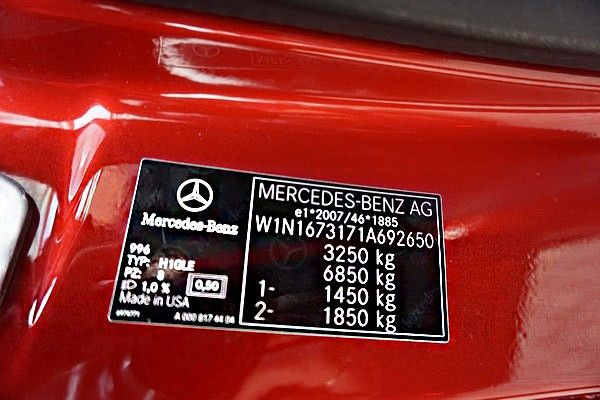 Mercedes-Benz
996
TYP: H1GLE
PZ: 8
1,0 % 0,50
Made in USA
A 000 817 44 04
MERCEDES-BENZ AG
e1*2007/46*1885
W1N1673171A692650
3250 kg
6850 kg
1- 1450 kg
2- 1850 kg